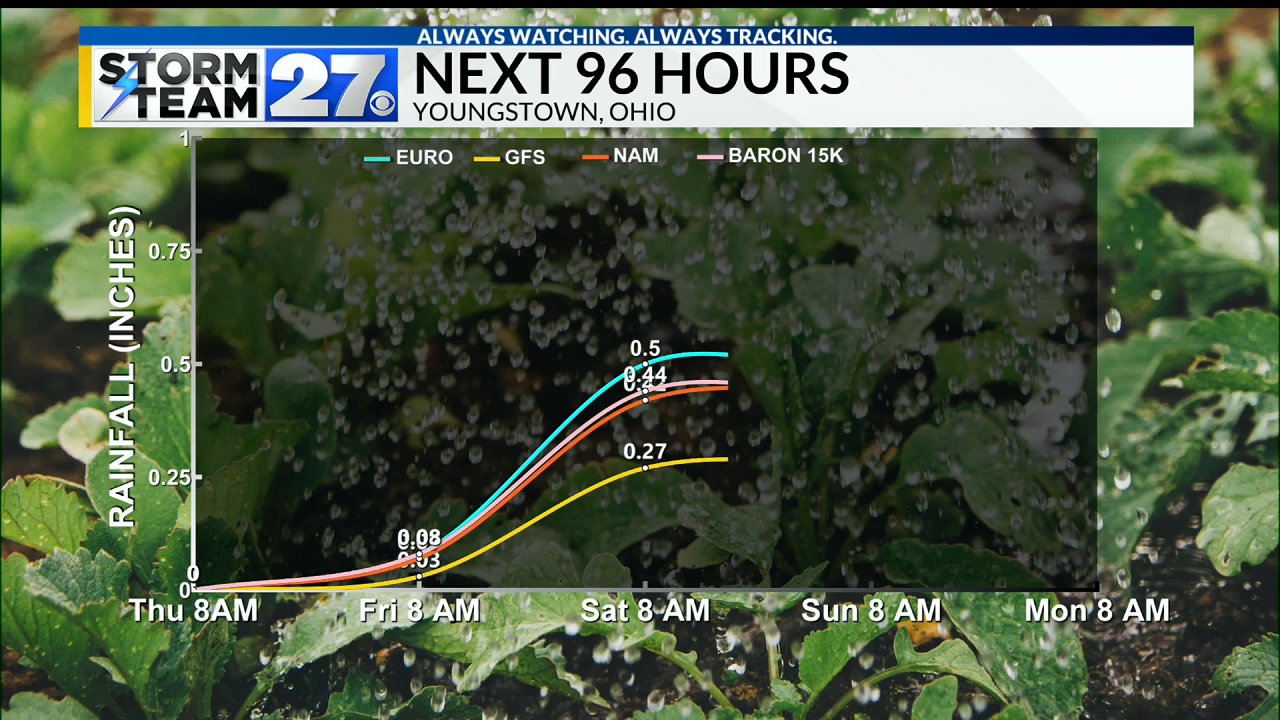 ALWAYS WATCHING. ALWAYS TRACKING.
STORM
TEAM
27
NEXT 96 HOURS
YOUNGSTOWN, OHIO
EURO GFS NAM BARON 15K
RAINFALL (INCHES)
1
0.75
0.5
0.25
0
0
0.5
0.44
0.27
0.08
0.03
Thu 8AM Fri 8 AM Sat 8 AM Sun 8 AM Mon 8 AM